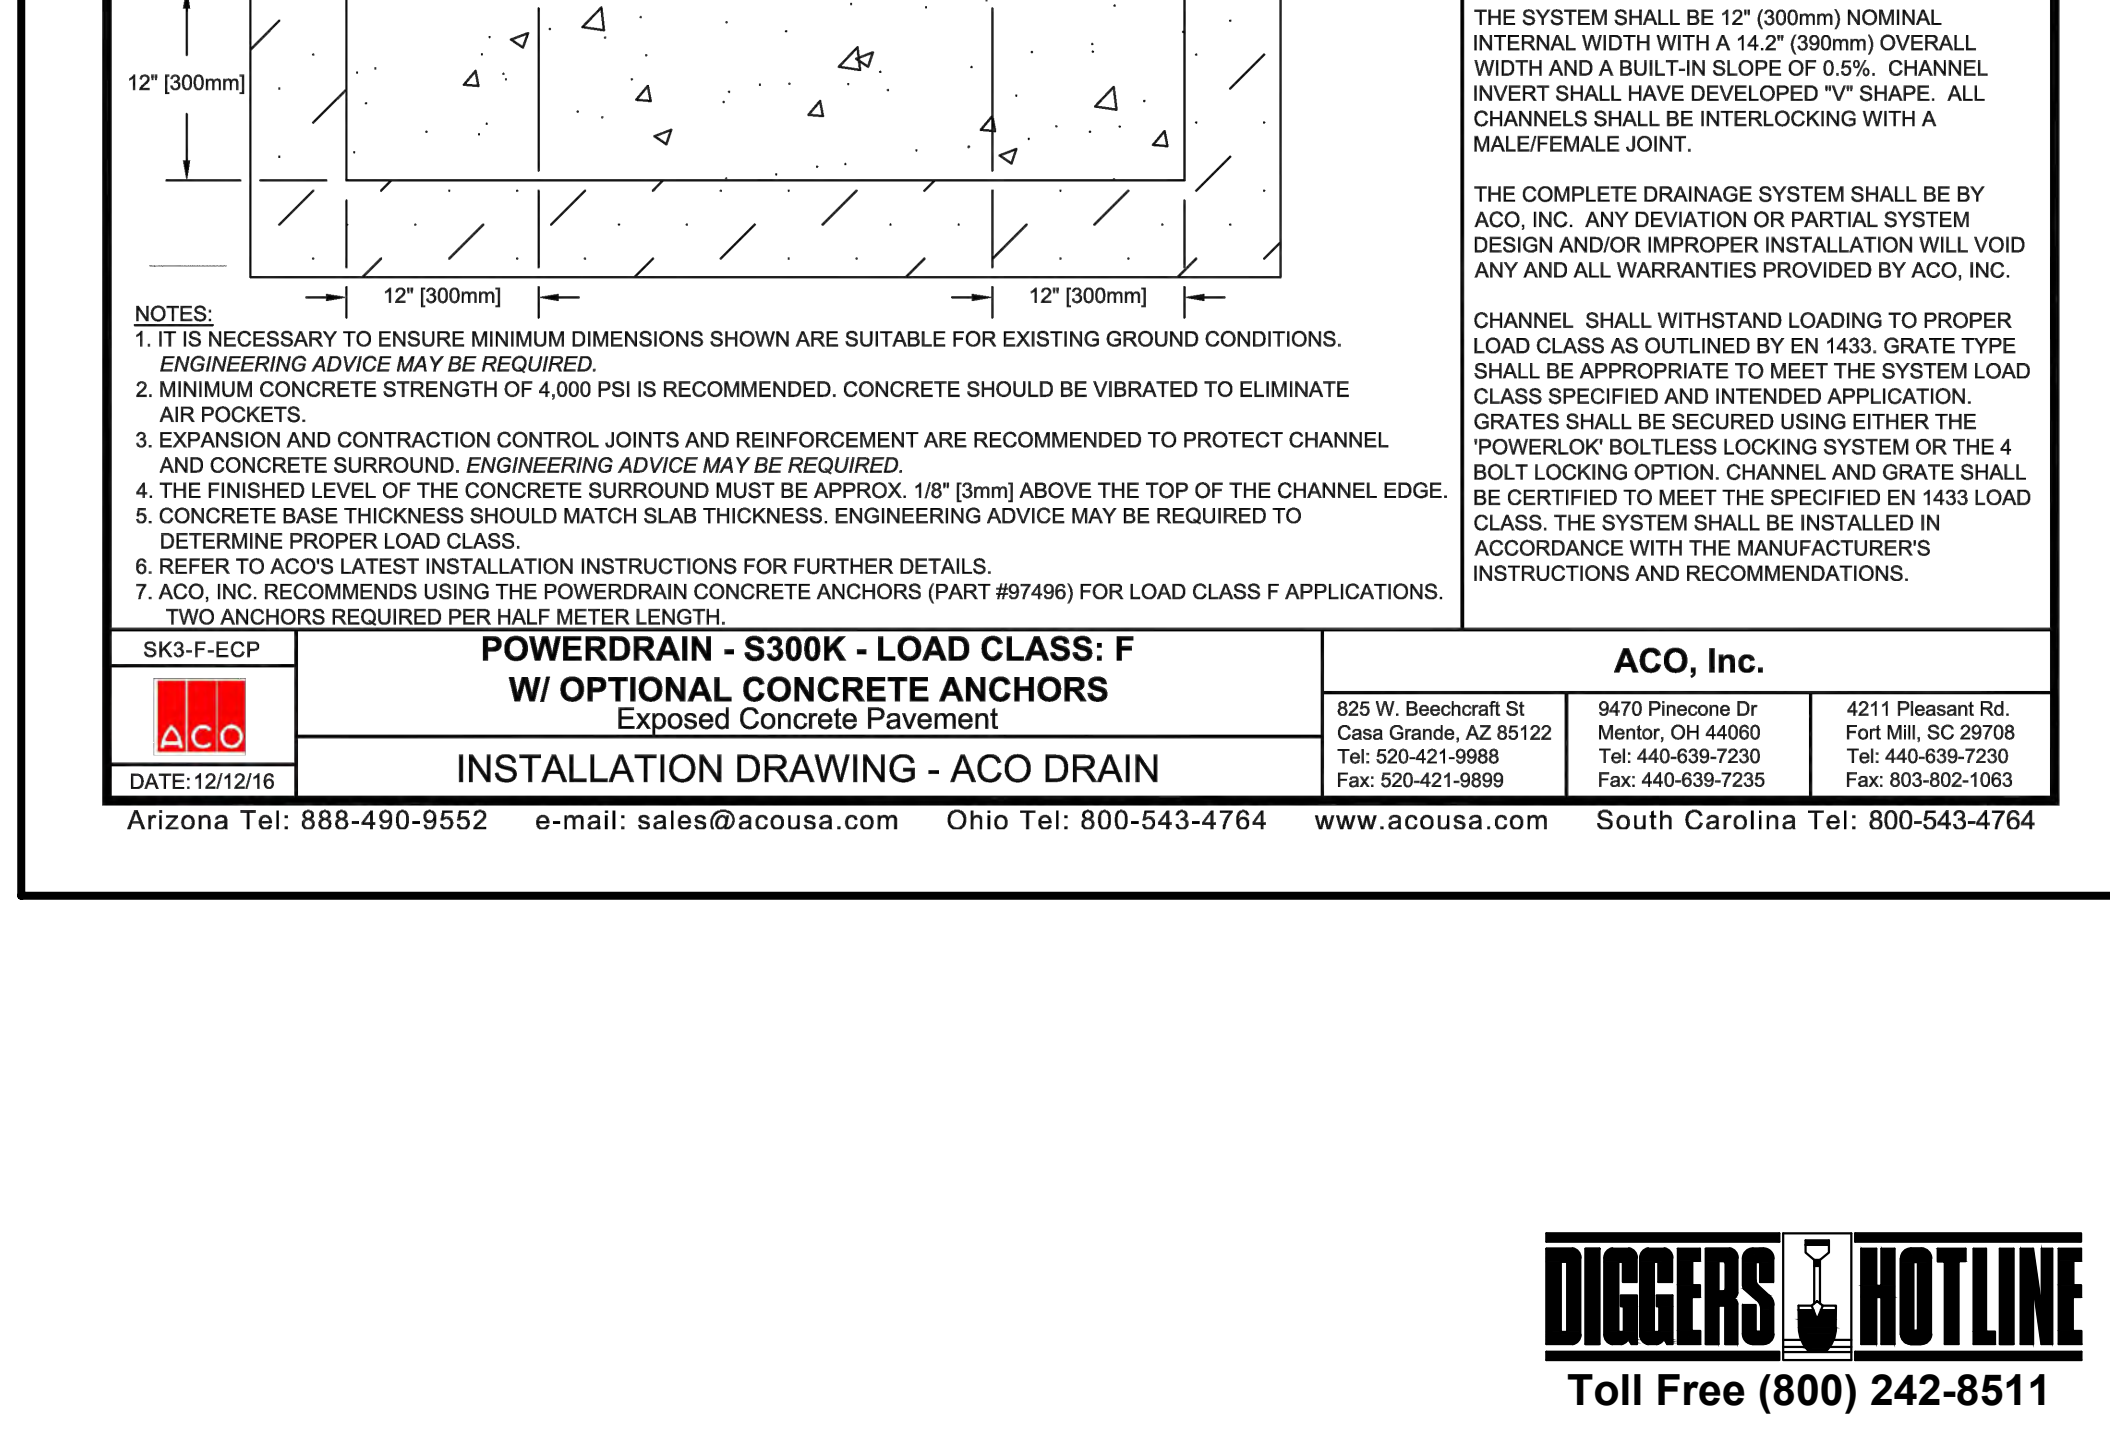 12" [300mm]
12" [300mm]
12" [300mm]
NOTES:
1. IT IS NECESSARY TO ENSURE MINIMUM DIMENSIONS SHOWN ARE SUITABLE FOR EXISTING GROUND CONDITIONS.
ENGINEERING ADVICE MAY BE REQUIRED.
2. MINIMUM CONCRETE STRENGTH OF 4,000 PSI IS RECOMMENDED. CONCRETE SHOULD BE VIBRATED TO ELIMINATE
AIR POCKETS.
3. EXPANSION AND CONTRACTION CONTROL JOINTS AND REINFORCEMENT ARE RECOMMENDED TO PROTECT CHANNEL
AND CONCRETE SURROUND. ENGINEERING ADVICE MAY BE REQUIRED.
4. THE FINISHED LEVEL OF THE CONCRETE SURROUND MUST BE APPROX. 1/8" [3mm] ABOVE THE TOP OF THE CHANNEL EDGE.
5. CONCRETE BASE THICKNESS SHOULD MATCH SLAB THICKNESS. ENGINEERING ADVICE MAY BE REQUIRED TO
DETERMINE PROPER LOAD CLASS.
6. REFER TO ACO'S LATEST INSTALLATION INSTRUCTIONS FOR FURTHER DETAILS.
7. ACO, INC. RECOMMENDS USING THE POWERDRAIN CONCRETE ANCHORS (PART #97496) FOR LOAD CLASS F APPLICATIONS.
TWO ANCHORS REQUIRED PER HALF METER LENGTH.
THE SYSTEM SHALL BE 12" (300mm) NOMINAL
INTERNAL WIDTH WITH A 14.2" (390mm) OVERALL
WIDTH AND A BUILT-IN SLOPE OF 0.5%. CHANNEL
INVERT SHALL HAVE DEVELOPED "V" SHAPE. ALL
CHANNELS SHALL BE INTERLOCKING WITH A
MALE/FEMALE JOINT.
THE COMPLETE DRAINAGE SYSTEM SHALL BE BY
ACO, INC. ANY DEVIATION OR PARTIAL SYSTEM
DESIGN AND/OR IMPROPER INSTALLATION WILL VOID
ANY AND ALL WARRANTIES PROVIDED BY ACO, INC.
CHANNEL SHALL WITHSTAND LOADING TO PROPER
LOAD CLASS AS OUTLINED BY EN 1433. GRATE TYPE
SHALL BE APPROPRIATE TO MEET THE SYSTEM LOAD
CLASS SPECIFIED AND INTENDED APPLICATION.
GRATES SHALL BE SECURED USING EITHER THE
'POWERLOK' BOLTLESS LOCKING SYSTEM OR THE 4
BOLT LOCKING OPTION. CHANNEL AND GRATE SHALL
BE CERTIFIED TO MEET THE SPECIFIED EN 1433 LOAD
CLASS. THE SYSTEM SHALL BE INSTALLED IN
ACCORDANCE WITH THE MANUFACTURER'S
INSTRUCTIONS AND RECOMMENDATIONS.
SK3-F-ECP
ACO
DATE: 12/12/16
POWERDRAIN - S300K - LOAD CLASS: F
W/ OPTIONAL CONCRETE ANCHORS
Exposed Concrete Pavement
INSTALLATION DRAWING - ACO DRAIN
ACO, Inc.
825 W. Beechcraft St
Casa Grande, AZ 85122
Tel: 520-421-9988
Fax: 520-421-9899
9470 Pinecone Dr
Mentor, OH 44060
Tel: 440-639-7230
Fax: 440-639-7235
4211 Pleasant Rd.
Fort Mill, SC 29708
Tel: 440-639-7230
Fax: 803-802-1063
Arizona Tel: 888-490-9552 e-mail: sales@acousa.com Ohio Tel: 800-543-4764 www.acousa.com South Carolina Tel: 800-543-4764
DIGGERS HOTLINE
Toll Free (800) 242-8511